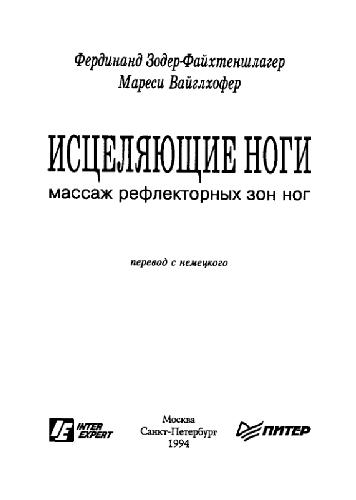 Фердинанд Зодер-Файхтеншлагер
Мареси Вайглхофер
ИСЦЕЛЯЮЩИЕ НОГИ
массаж рефлекторных зон ног
перевод с немецкого
INTER
EXPERT
Москва
Санкт-Петербург
1994
ПИТЕР